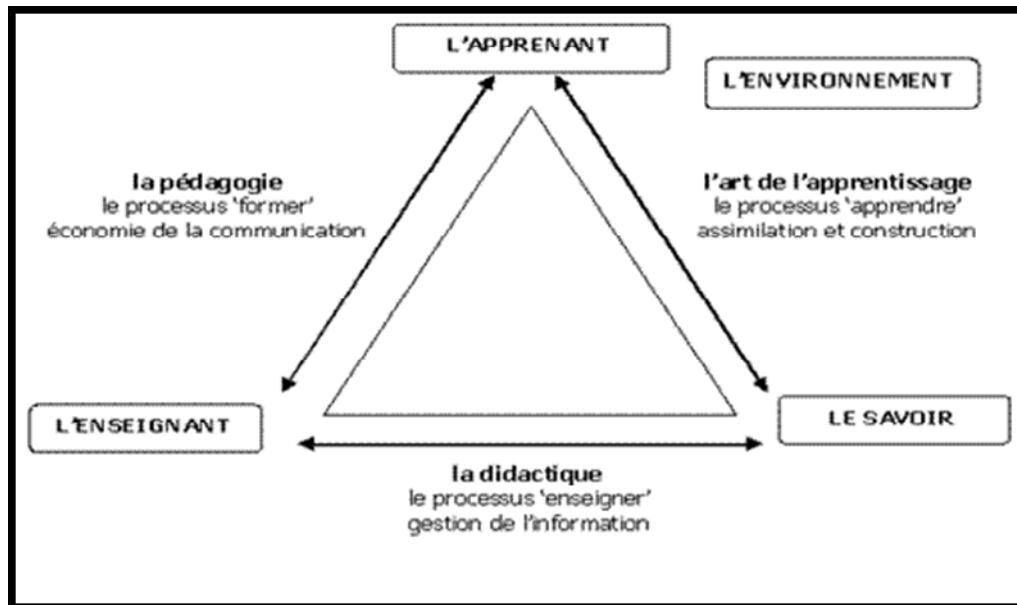 L'APPRENANT
L'ENVIRONNEMENT
la pédagogie
le processus 'former'
économie de la communication
l'art de l'apprentissage
le processus 'apprendre'
assimilation et construction
L'ENSEIGNANT
LE SAVOIR
la didactique
le processus 'enseigner'
gestion de l'information